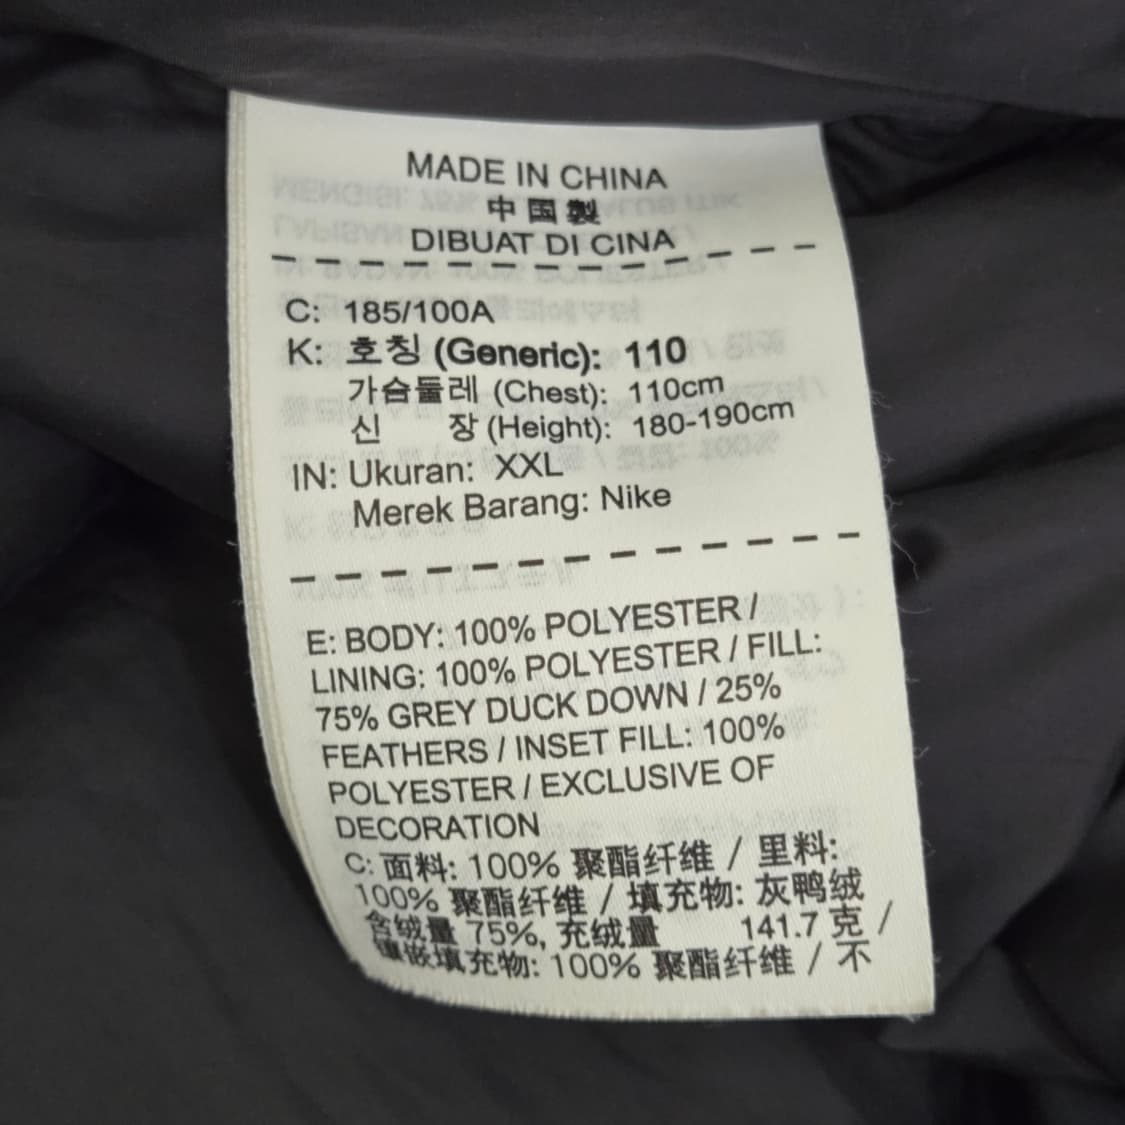 MADE IN CHINA
中国製
DIBUAT DI CINA
C: 185/100A
K: 호칭 (Generic): 110
가슴둘레 (Chest): 110cm
신 장 (Height): 180-190cm
IN: Ukuran: XXL
Merek Barang: Nike
E: BODY: 100% POLYESTER /
LINING: 100% POLYESTER / FILL:
75% GREY DUCK DOWN / 25%
FEATHERS / INSET FILL: 100%
POLYESTER / EXCLUSIVE OF
DECORATION
C: 面料: 100% 聚酯纤维 / 里料:
100% 聚酯纤维 / 填充物: 灰鸭绒
含绒量 75%, 充绒量 141.7 克 /
镶嵌填充物: 100% 聚酯纤维 / 不